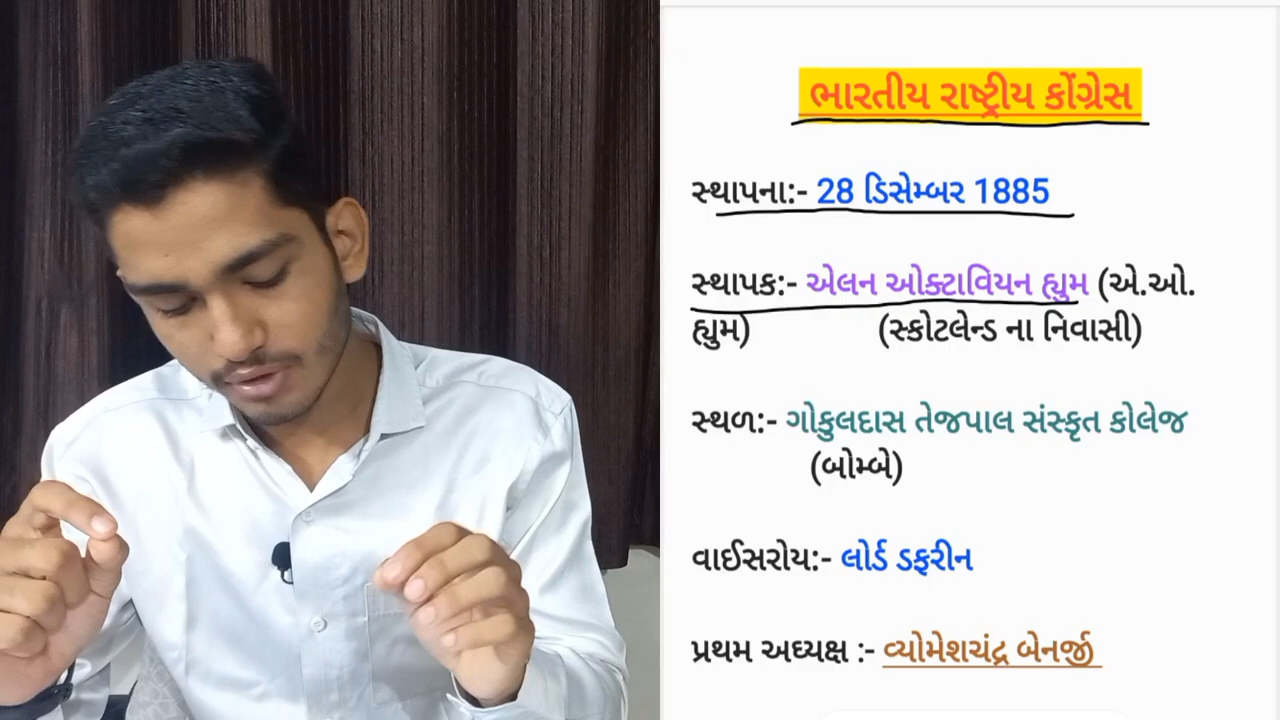 ભારતીય રાષ્ટ્રીય કોંગ્રેસ
સ્થાપના:- 28 ડિસેમ્બર 1885
સ્થાપક:- એલન ઓક્ટાવિયન હ્યુમ (એ.ઓ.
હ્યુમ) (સ્કોટલેન્ડ ના નિવાસી)
સ્થળ:- ગોકુલદાસ તેજપાલ સંસ્કૃત કોલેજ
(બોમ્બે)
વાઈસરોય:- લોર્ડ ડફરીન
પ્રથમ અધ્યક્ષ :- વ્યોમેશચંદ્ર બેનર્જી